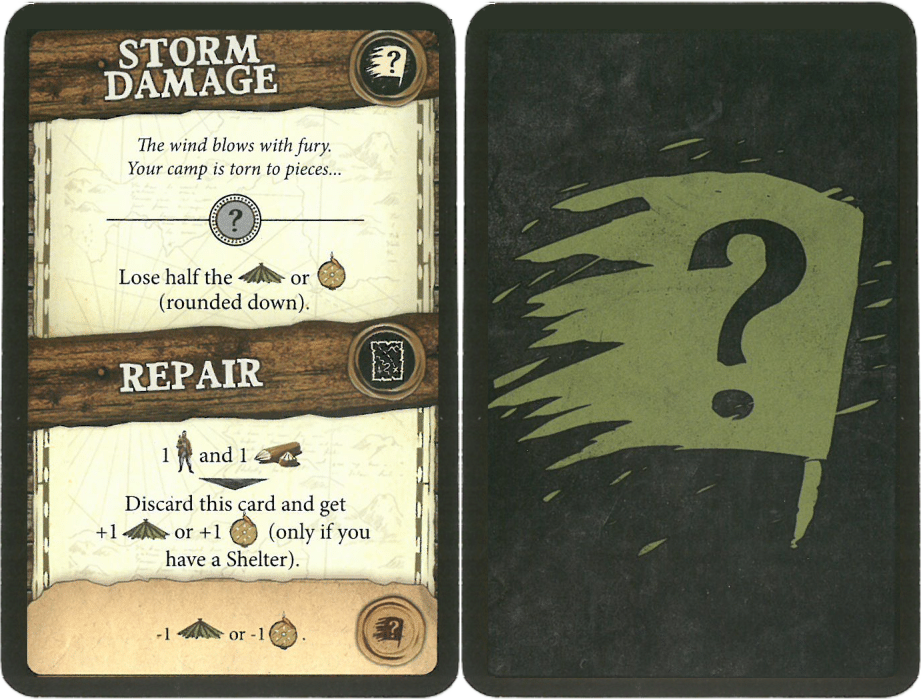 STORM
DAMAGE
?
The wind blows with fury.
Your camp is torn to pieces...
?
Lose half the or
(rounded down).
REPAIR
1 and 1
Discard this card and get
+1 or +1 (only if you
have a Shelter).
-1 or -1 .
?
?